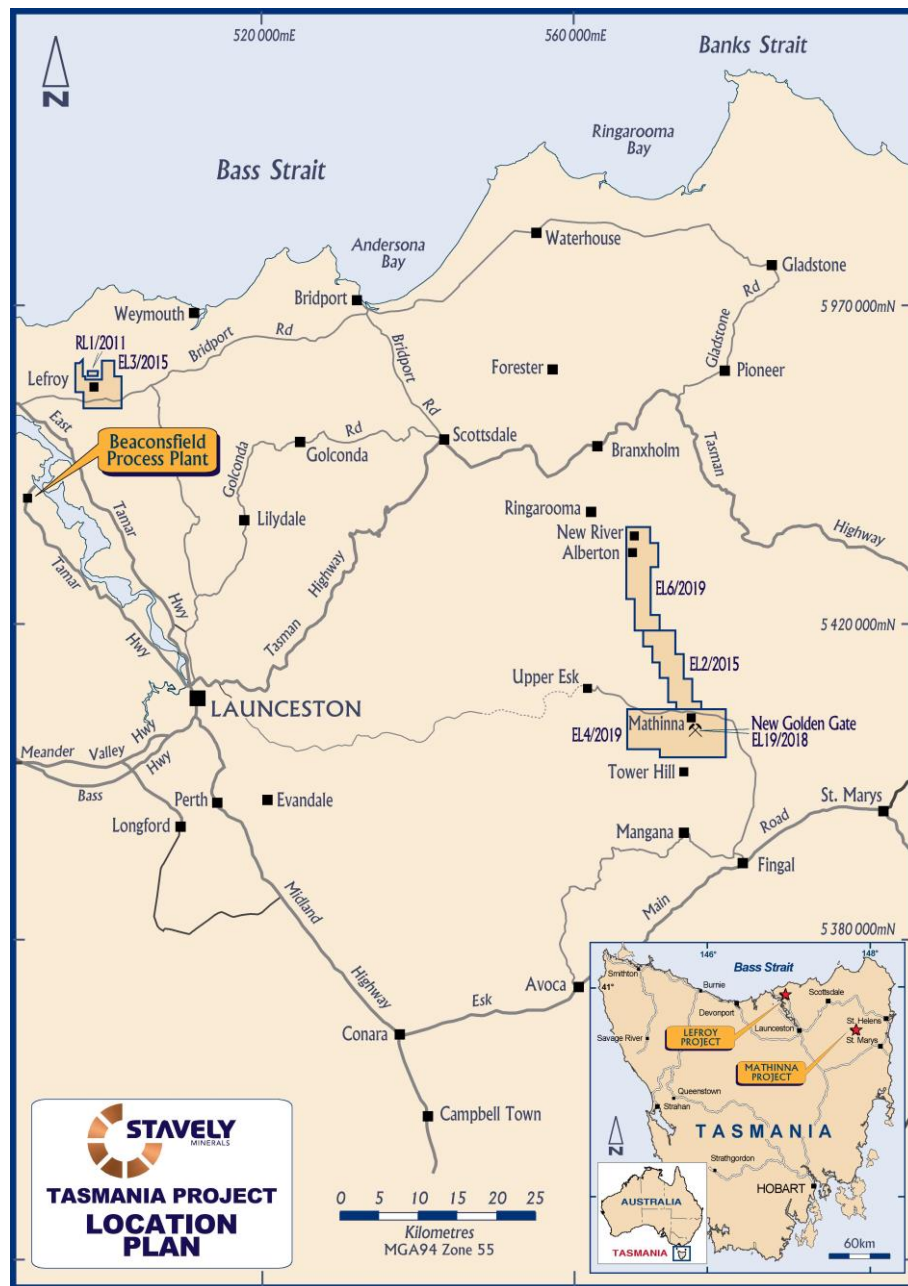 520 000mE
560 000mE
Banks Strait
N
Ringarooma
Bay
Bass Strait
Waterhouse
Andersona
Bay
Gladstone
Bridport
Weymouth
5 970 000mN
Rd
Bridport
Rd
RL1/2011
EL3/2015
Bridport
Rd
Gladstone
Forester
Pioneer
Lefroy
East
Beaconsfield
Process Plant
Rd
Scottsdale
Golconda
Golconda
Branxholm
Tasman
Highway
Tamar
Lilydale
Ringarooma
New River
Alberton
Tamar
Hwy
Hwy
Tasman
Highway
EL6/2019
5 420 000mN
EL2/2015
Upper Esk
LAUNCESTON
EL4/2019
Mathinna
New Golden Gate
EL19/2018
Meander
Valley
Hwy
Bass
Hwy
Tower Hill
Perth
Evandale
Longford
St. Marys
Mangana
Road
Fingal
Main
Midland
Highway
5 380 000mN
Avoca
Esk
Conara
Campbell Town
STAVELY
MINERALS
TASMANIA PROJECT
LOCATION
PLAN
0 5 10 15 20 25
Kilometres
MGA94 Zone 55
146°
148°
Bass Strait
Smithton
41°
Burnie
Devonport
Scottsdale
LEFROY
PROJECT
Launceston
St. Helens
St. Marys
Savage River
MATHINNA
PROJECT
Queenstown
Strahan
TASMANIA
N
Strathgordon
HOBART
AUSTRALIA
TASMANIA
60km